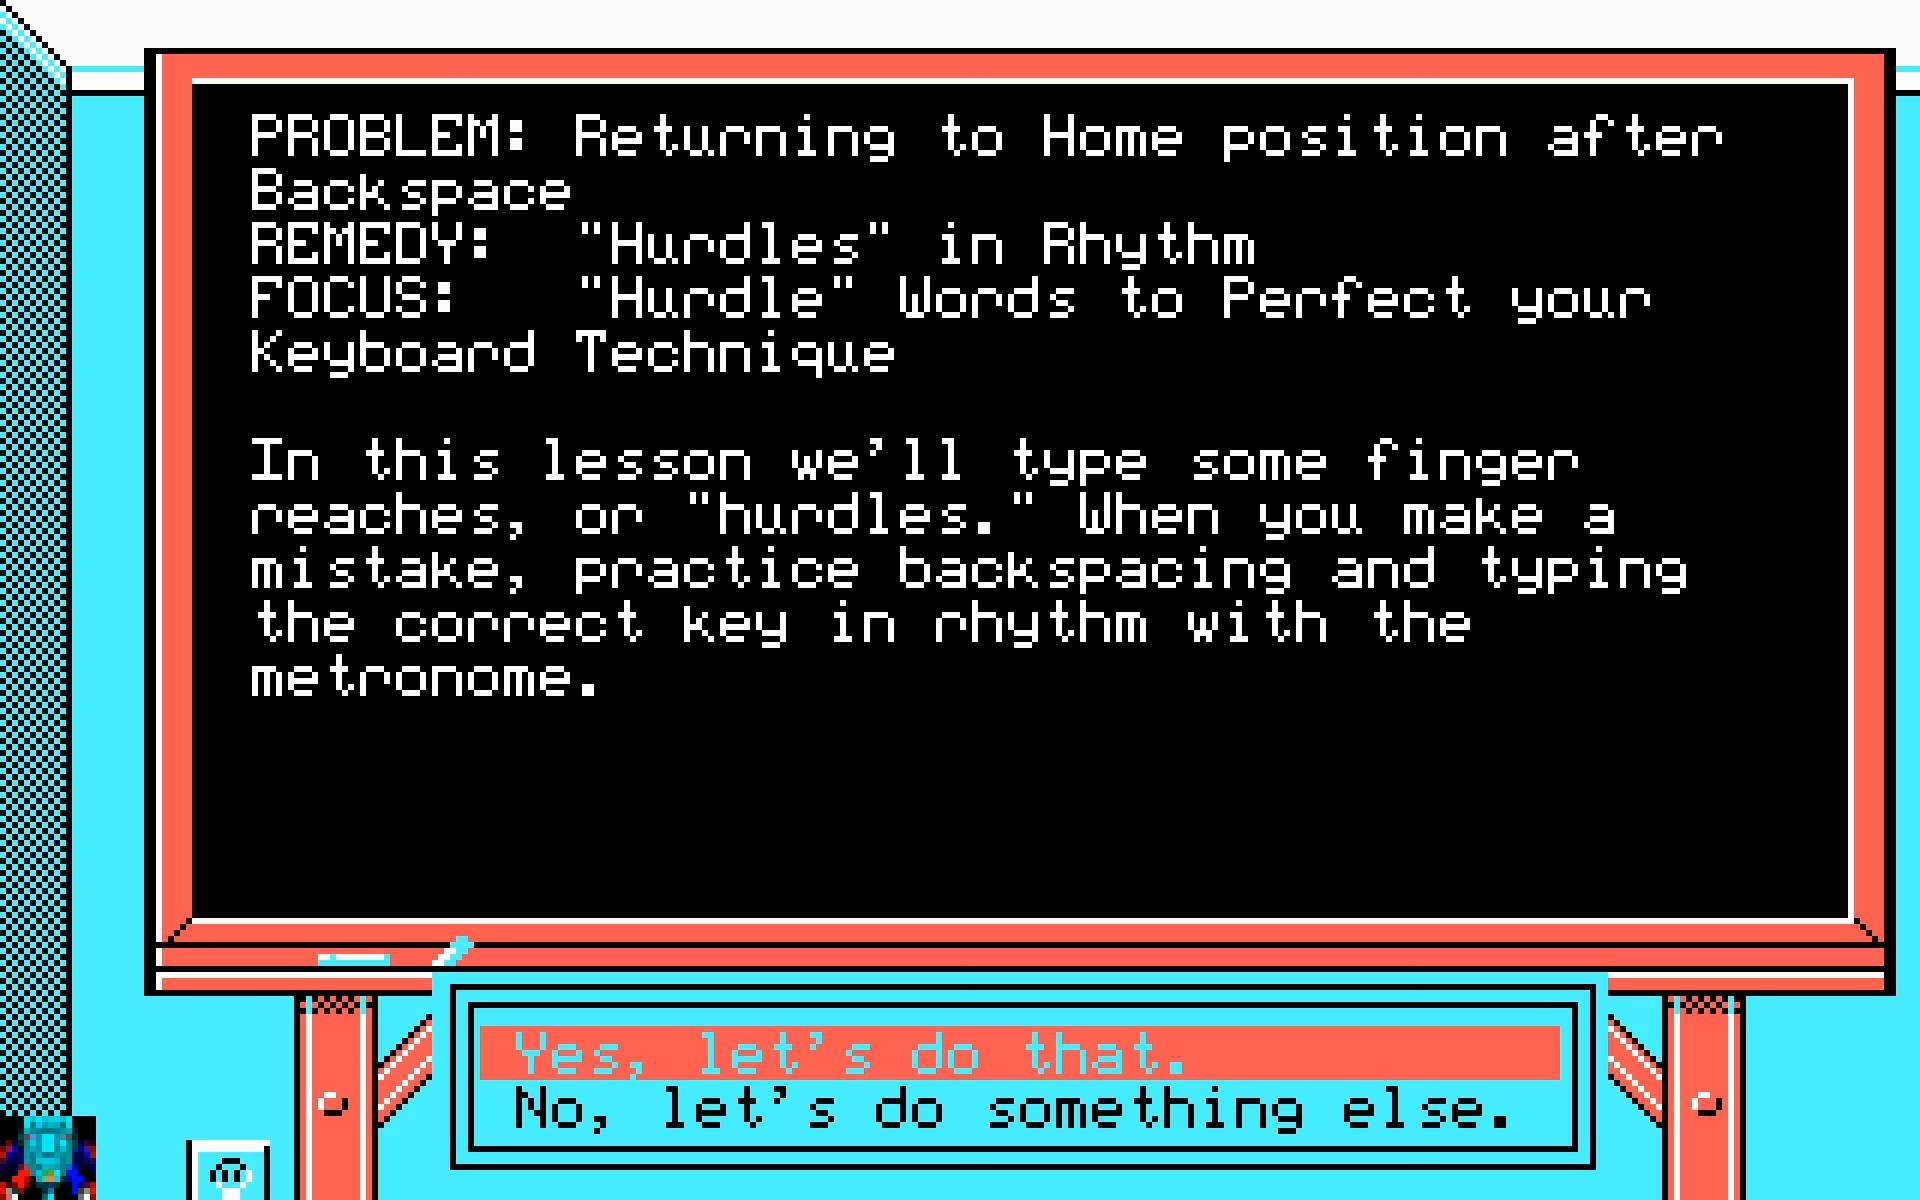 PROBLEM: Returning to Home position after
Backspace
REMEDY: "Hurdles" in Rhythm
FOCUS: "Hurdle" Words to Perfect your
Keyboard Technique
In this lesson we'll type some finger
reaches, or "hurdles." When you make a
mistake, practice backspacing and typing
the correct key in rhythm with the
metronome.
Yes, let's do that.
No, let's do something else.